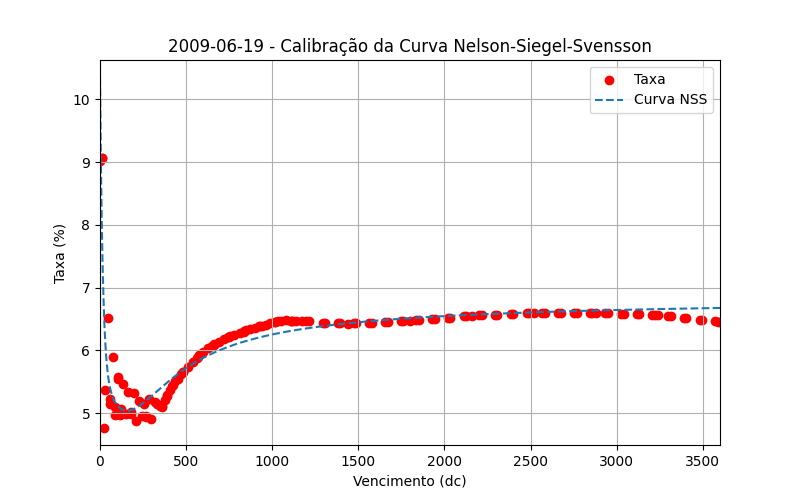 2009-06-19 - Calibração da Curva Nelson-Siegel-Svensson
Taxa
Curva NSS
Taxa (%)
10
9
8
7
6
5
0 500 1000 1500 2000 2500 3000 3500
Vencimento (dc)